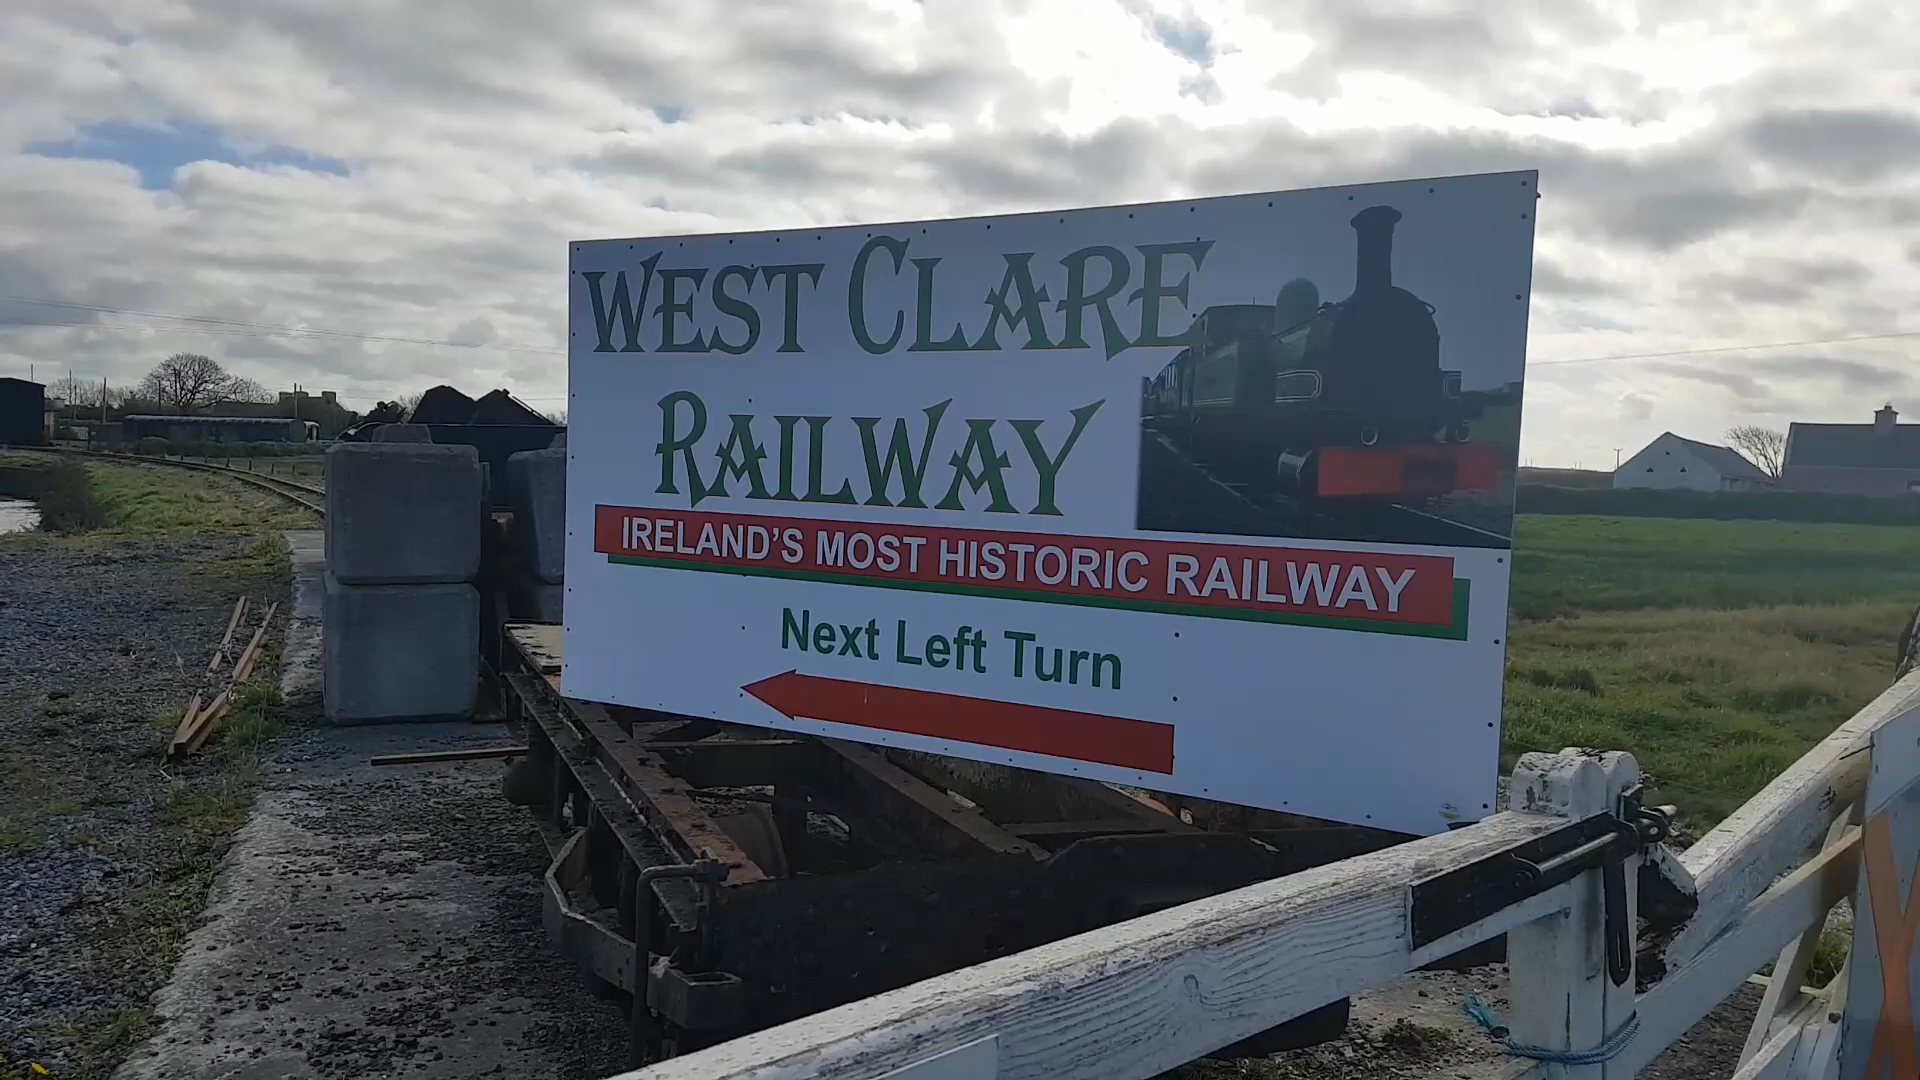 WEST CLARE
RAILWAY
IRELAND'S MOST HISTORIC RAILWAY
Next Left Turn